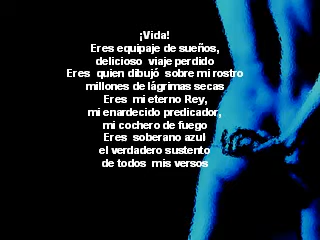 ¡Vida!
Eres equipaje de sueños,
delicioso viaje perdido
Eres quien dibujó sobre mi rostro
millones de lágrimas secas
Eres mi eterno Rey,
mi enardecido predicador,
mi cochero de fuego
Eres soberano azul
el verdadero sustento
de todos mis versos